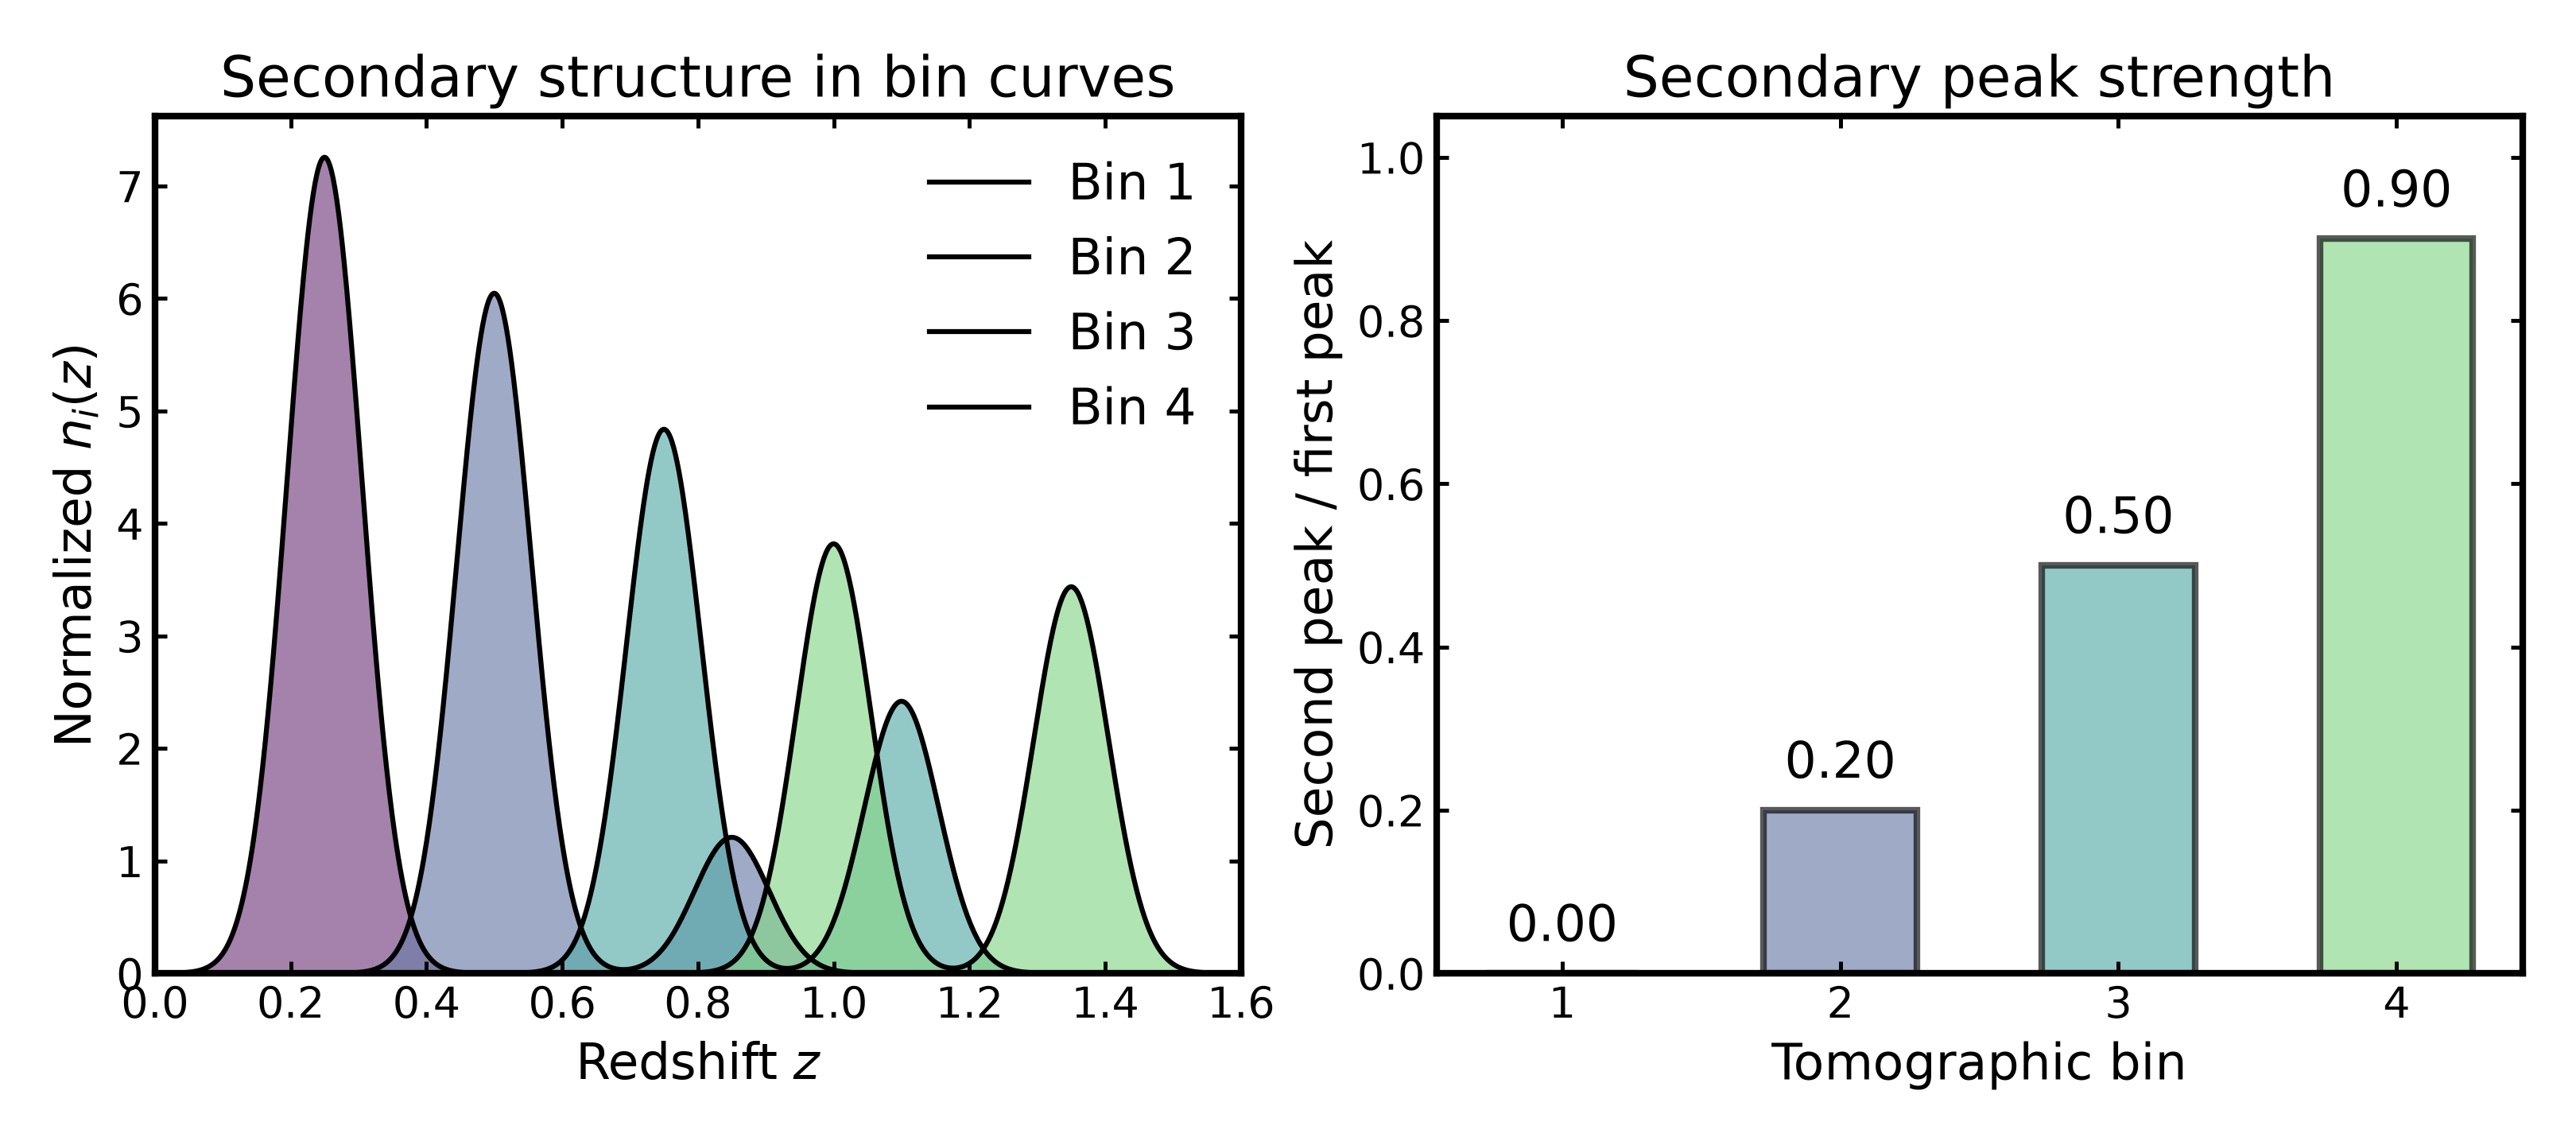 Secondary structure in bin curves
Normalized n_i(z)
7
6
5
4
3
2
1
0
Bin 1
Bin 2
Bin 3
Bin 4
0.0 0.2 0.4 0.6 0.8 1.0 1.2 1.4 1.6
Redshift z
Secondary peak strength
Second peak / first peak
1.0
0.8
0.6
0.4
0.2
0.0
0.00
0.20
0.50
0.90
1 2 3 4
Tomographic bin